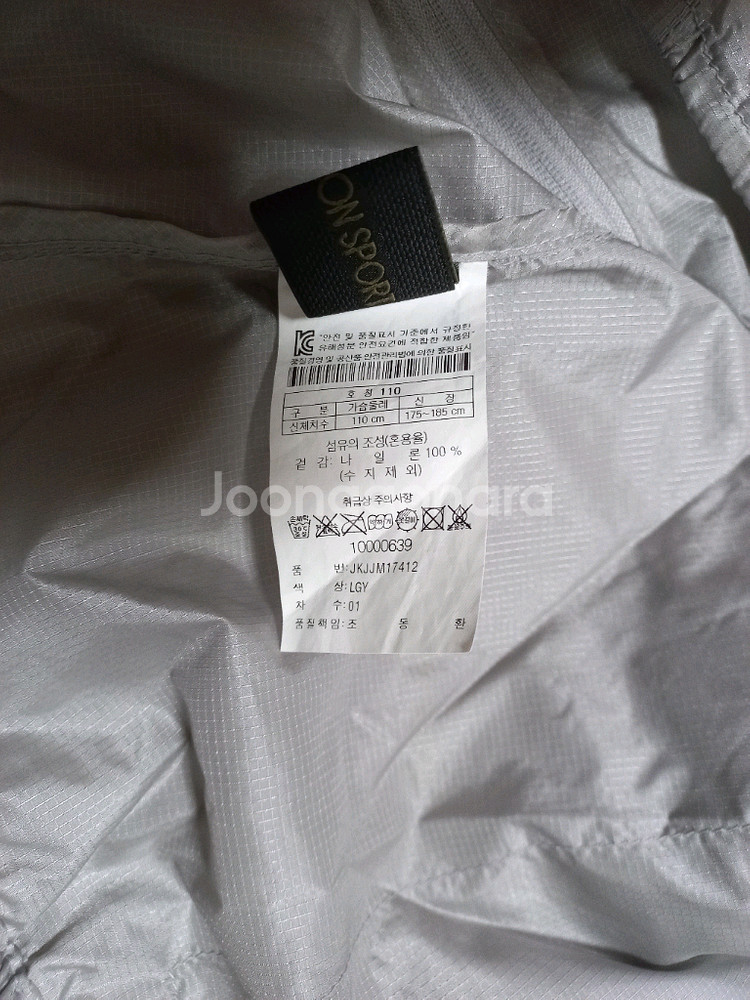 ON SPORT
"안전 및 품질표시 기준에서 규정한
유해성분 안전요건에 적합한 제품임"
품질경영 및 공산품 안전관리법에 의한 품질표시
호 칭 110
구 분 가슴둘레 신 장
신체치수 110 cm 175~185 cm
섬유의 조성(혼용율)
겉 감: 나 일 론 100 %
(수 지 제 외)
Joonggonara
취급상 주의사항
10000639
품 번: JKJJM17412
색 상: LGY
차 수: 01
품질책임: 조 동 환